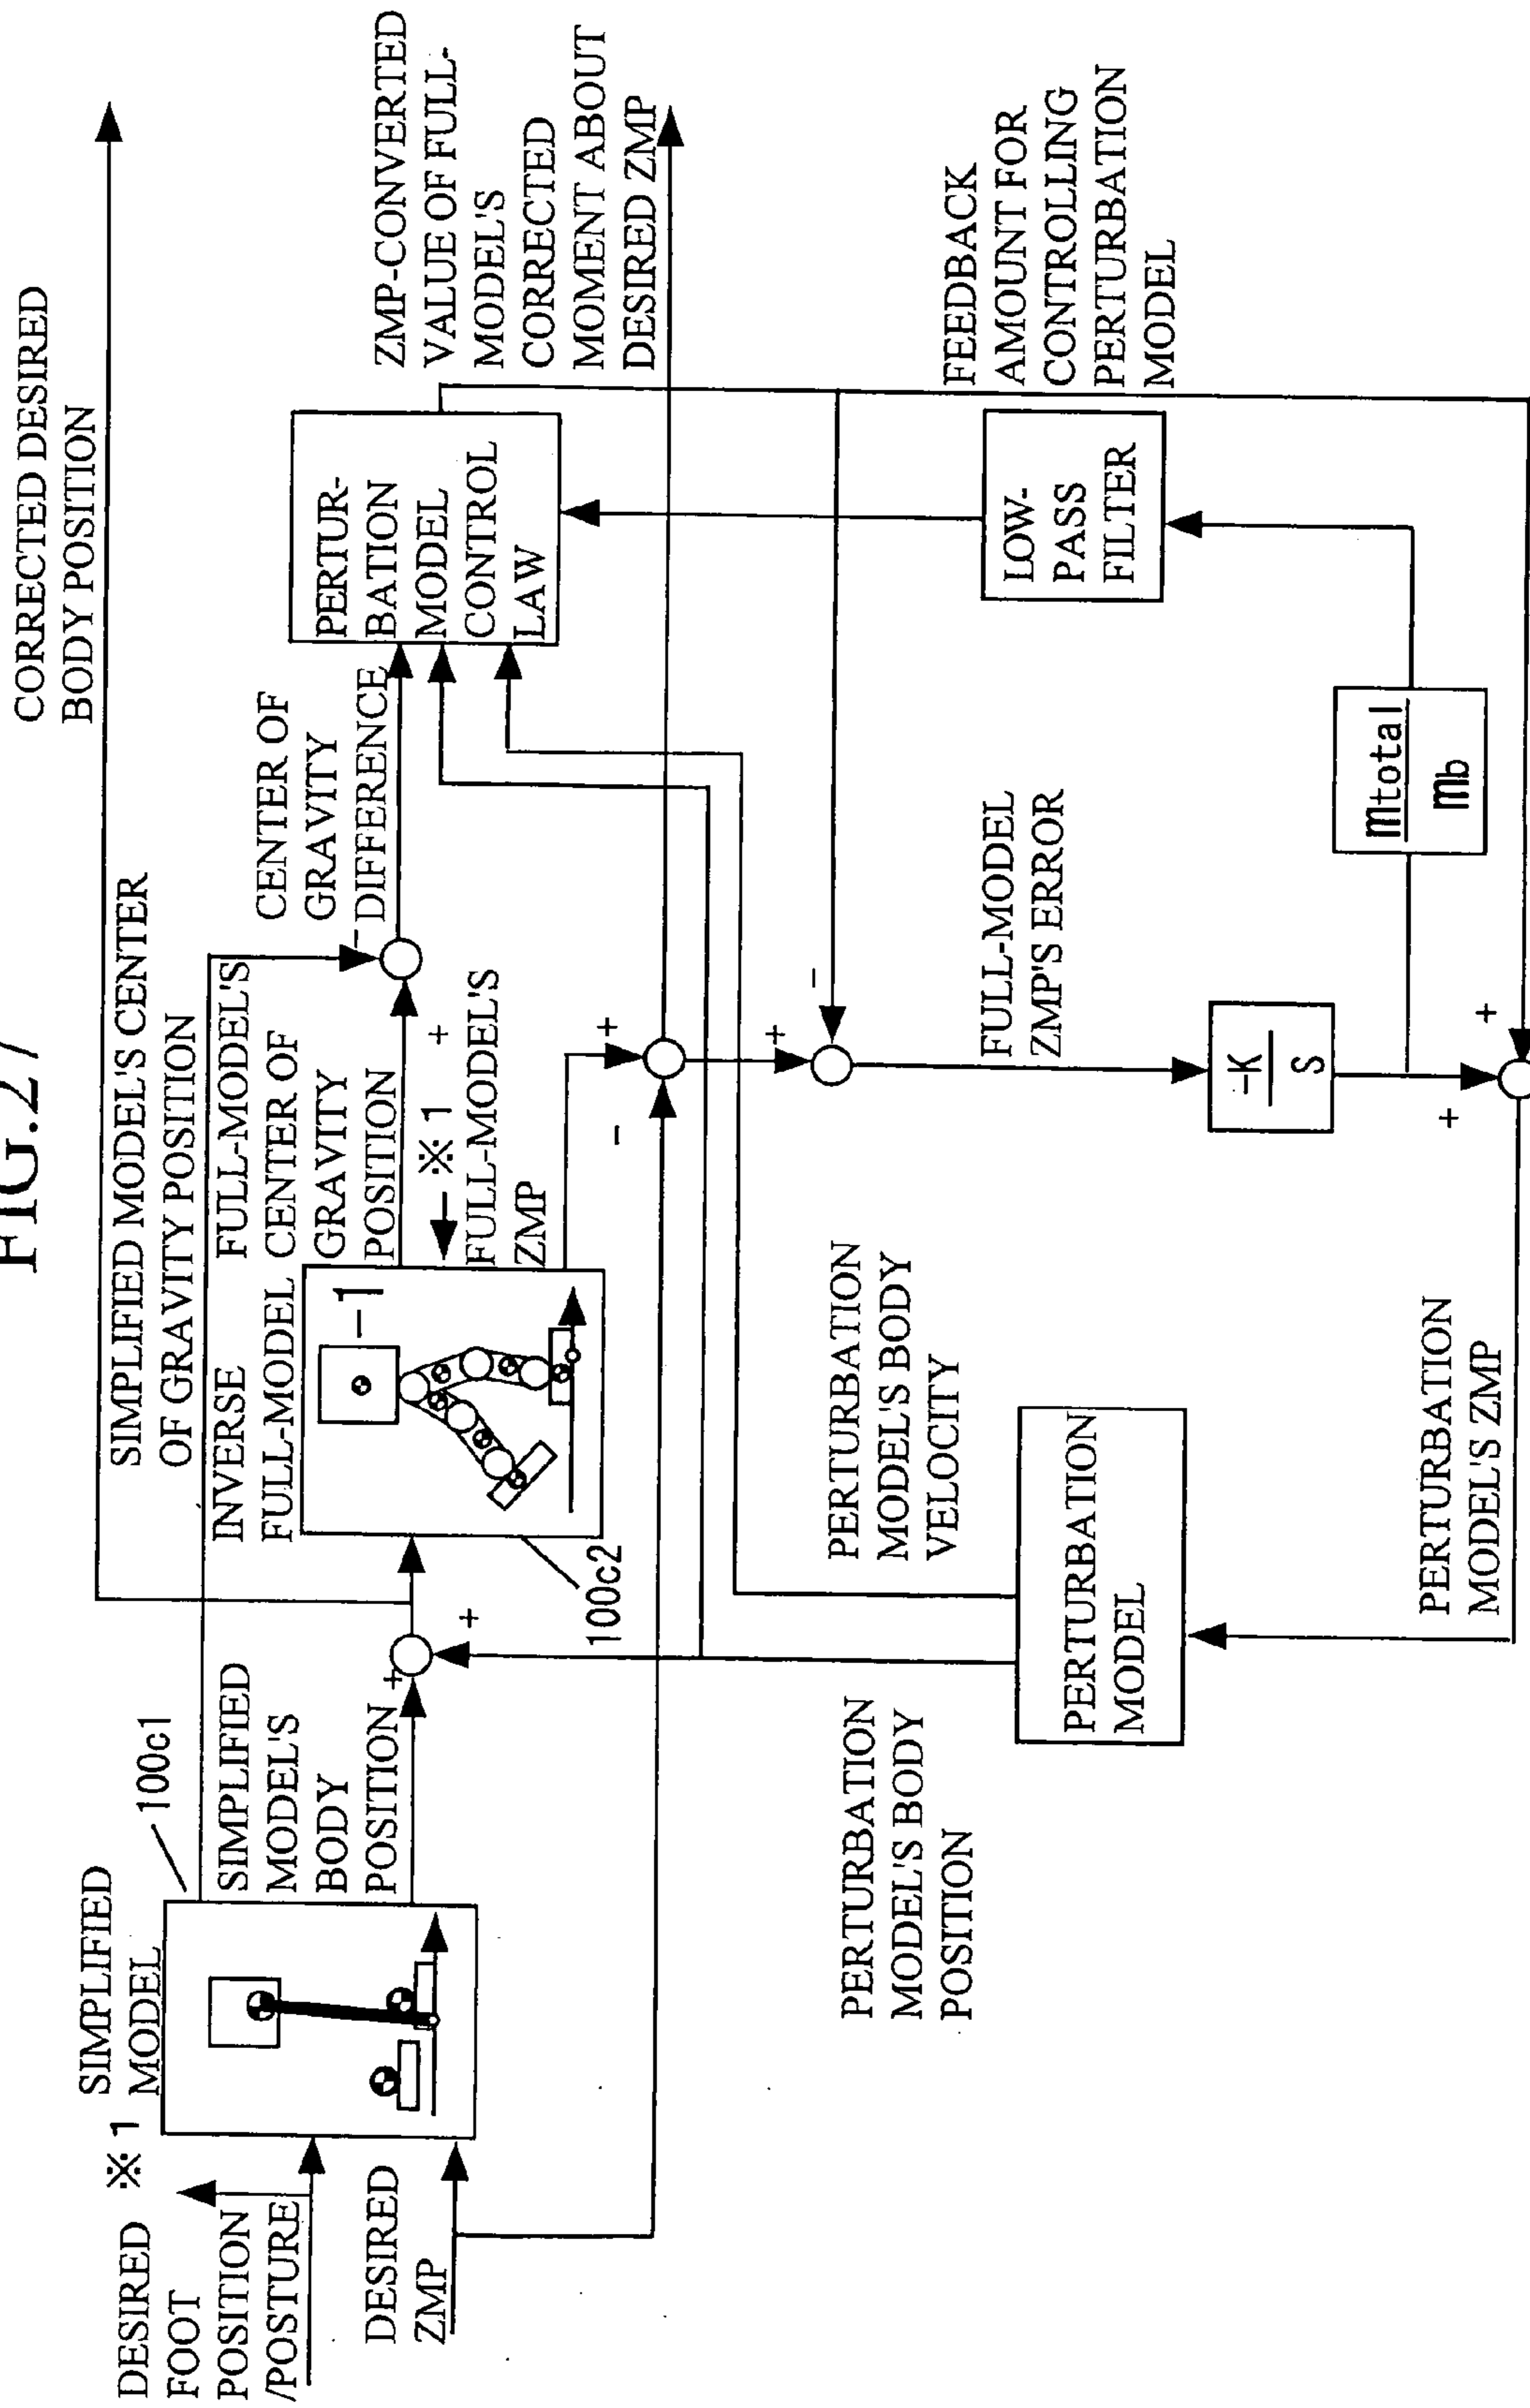 FIG.27
CORRECTED DESIRED
BODY POSITION
SIMPLIFIED MODEL'S CENTER
OF GRAVITY POSITION
DESIRED ※1
FOOT
POSITION
/POSTURE
DESIRED
ZMP
SIMPLIFIED
MODEL
100c1
SIMPLIFIED
MODEL'S
BODY
POSITION
+
+
INVERSE
FULL-MODEL
-1
100c2
FULL-MODEL'S
CENTER OF
GRAVITY
POSITION
※1
+
-
FULL-MODEL'S
ZMP
+
-
CENTER OF
GRAVITY
DIFFERENCE
PERTUR-
BATION
MODEL
CONTROL
LAW
ZMP-CONVERTED
VALUE OF FULL-
MODEL'S
CORRECTED
MOMENT ABOUT
DESIRED ZMP
+
-
PERTURBATION
MODEL'S BODY
VELOCITY
PERTURBATION
MODEL'S BODY
POSITION
PERTURBATION
MODEL
FULL-MODEL
ZMP'S ERROR
FEEDBACK
AMOUNT FOR
CONTROLLING
PERTURBATION
MODEL
LOW-
PASS
FILTER
-K
S
mtotal
mb
+
+
PERTURBATION
MODEL'S ZMP